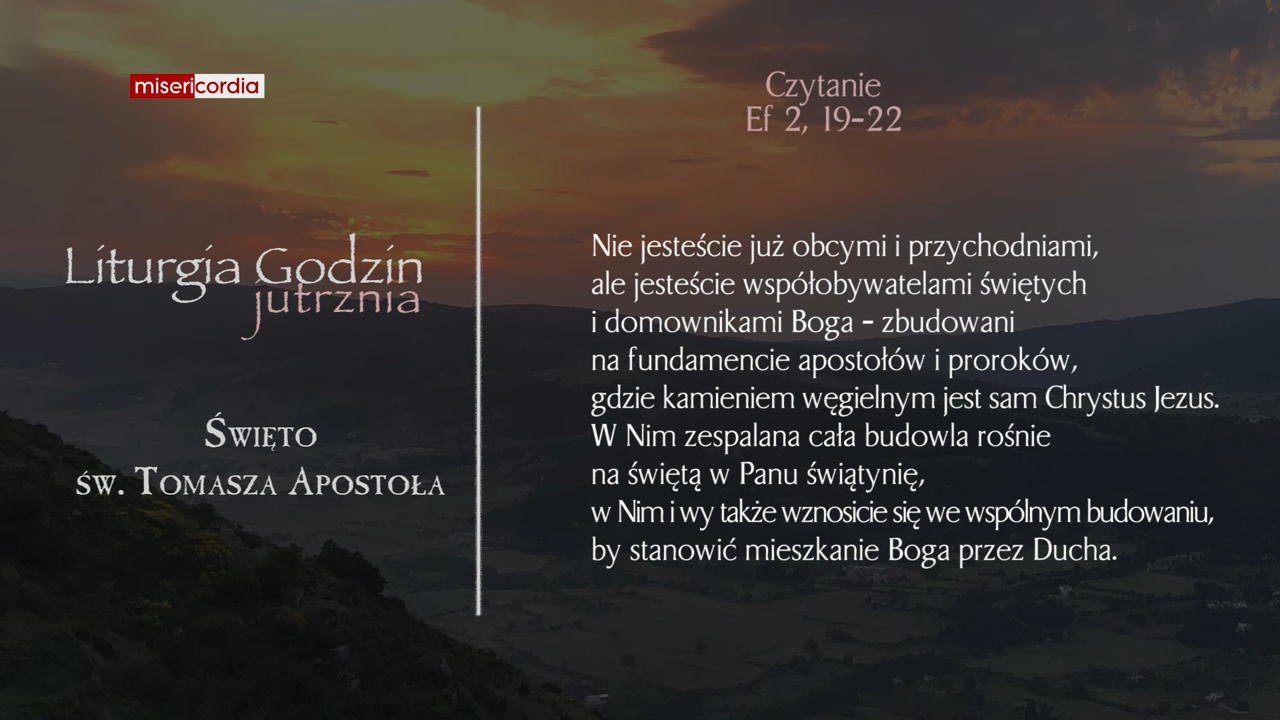 misericordia
Liturgia Godzin
jutrznia
Święto
św. Tomasza Apostoła
Czytanie
Ef 2, 19-22
Nie jesteście już obcymi i przychodniami,
ale jesteście współobywatelami świętych
i domownikami Boga - zbudowani
na fundamencie apostołów i proroków,
gdzie kamieniem węgielnym jest sam Chrystus Jezus.
W Nim zespalana cała budowla rośnie
na świętą w Panu świątynię,
w Nim i wy także wznosicie się we wspólnym budowaniu,
by stanowić mieszkanie Boga przez Ducha.